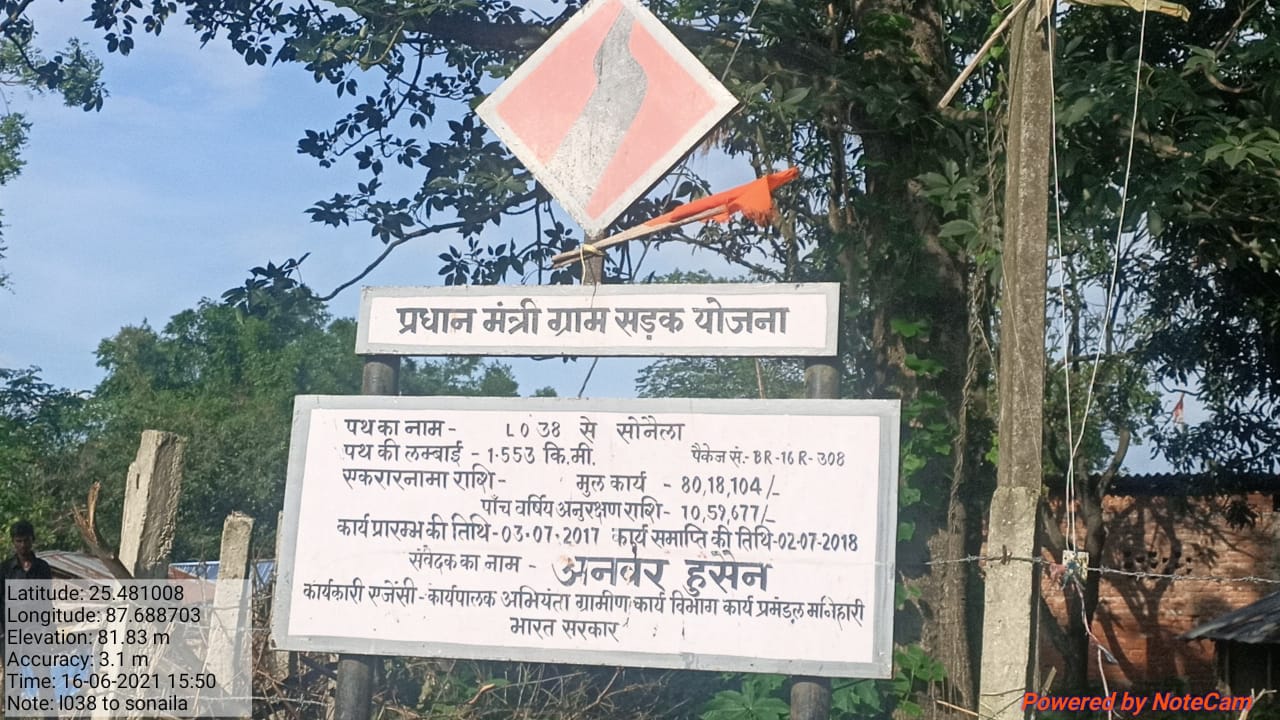 प्रधान मंत्री ग्राम सड़क योजना
पथ का नाम- L038 से सोनैला
पथ की लम्बाई - 1.553 कि.मी. पैकेज सं.- BR-16 R-308
एकरारनामा राशि- मुल कार्य - 80,18,104/-
पाँच वर्षिय अनुरक्षण राशि- 10,59,677/-
कार्य प्रारम्भ की तिथि-03.07.2017 कार्य समाप्ति की तिथि-02-07-2018
संवेदक का नाम - अनवर हुसैन
कार्यकारी एजेंसी-कार्यपालक अभियंता ग्रामीण कार्य विभाग कार्य प्रमंडल मनिहारी
भारत सरकार
Latitude: 25.481008
Longitude: 87.688703
Elevation: 81.83 m
Accuracy: 3.1 m
Time: 16-06-2021 15:50
Note: l038 to sonaila
Powered by NoteCam